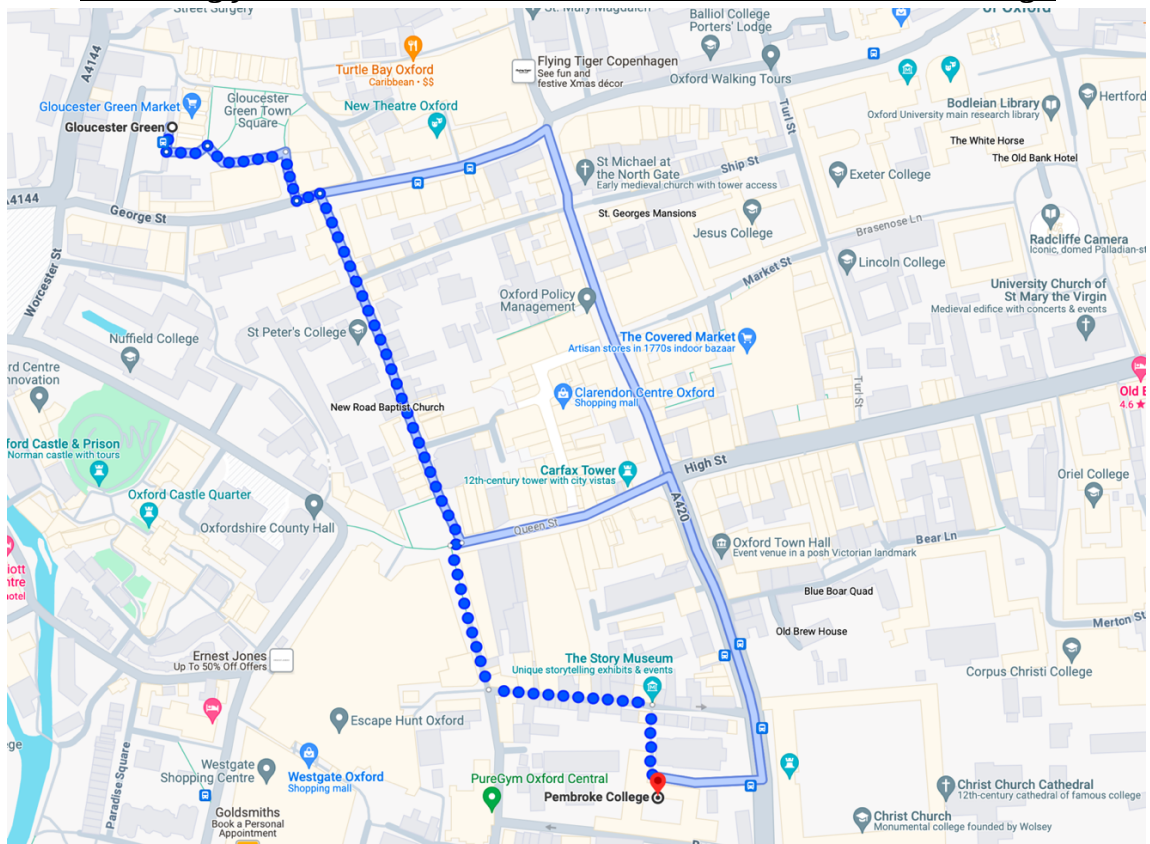 Street Surgery
St. Mary Magdalen
Balliol College
Porters' Lodge
of Oxford
A4144
Turtle Bay Oxford
Caribbean • $$
Flying Tiger Copenhagen
See fun and
festive Xmas décor
Oxford Walking Tours
Gloucester Green Market
Gloucester
Green Town
Square
New Theatre Oxford
Turl St
Bodleian Library
Oxford University main research library
Hertford
Gloucester Green
The White Horse
The Old Bank Hotel
St Michael at
the North Gate
Early medieval church with tower access
Ship St
Exeter College
A4144
George St
St. Georges Mansions
Jesus College
Brasenose Ln
Radcliffe Camera
Iconic, domed Palladian-st
Worcester St
Lincoln College
Market St
Oxford Policy
Management
University Church of
St Mary the Virgin
Medieval edifice with concerts & events
St Peter's College
Nuffield College
The Covered Market
Artisan stores in 1770s indoor bazaar
rd Centre
nnovation
Clarendon Centre Oxford
Shopping mall
Turl St
Old B
4.6 ★
New Road Baptist Church
ford Castle & Prison
Norman castle with tours
Carfax Tower
12th-century tower with city vistas
High St
Oriel College
Oxford Castle Quarter
A420
Oxfordshire County Hall
Queen St
Oxford Town Hall
Event venue in a posh Victorian landmark
Bear Ln
iott
ntre
hotel
Blue Boar Quad
Merton St
Old Brew House
Ernest Jones
Up To 50% Off Offers
The Story Museum
Unique storytelling exhibits & events
Corpus Christi College
Escape Hunt Oxford
ege
Westgate
Shopping Centre
Westgate Oxford
Shopping mall
PureGym Oxford Central
Pembroke College
Christ Church Cathedral
12th-century cathedral of famous college
Paradise Square
Goldsmiths
Book a Personal
Appointment
Christ Church
Monumental college founded by Wolsey